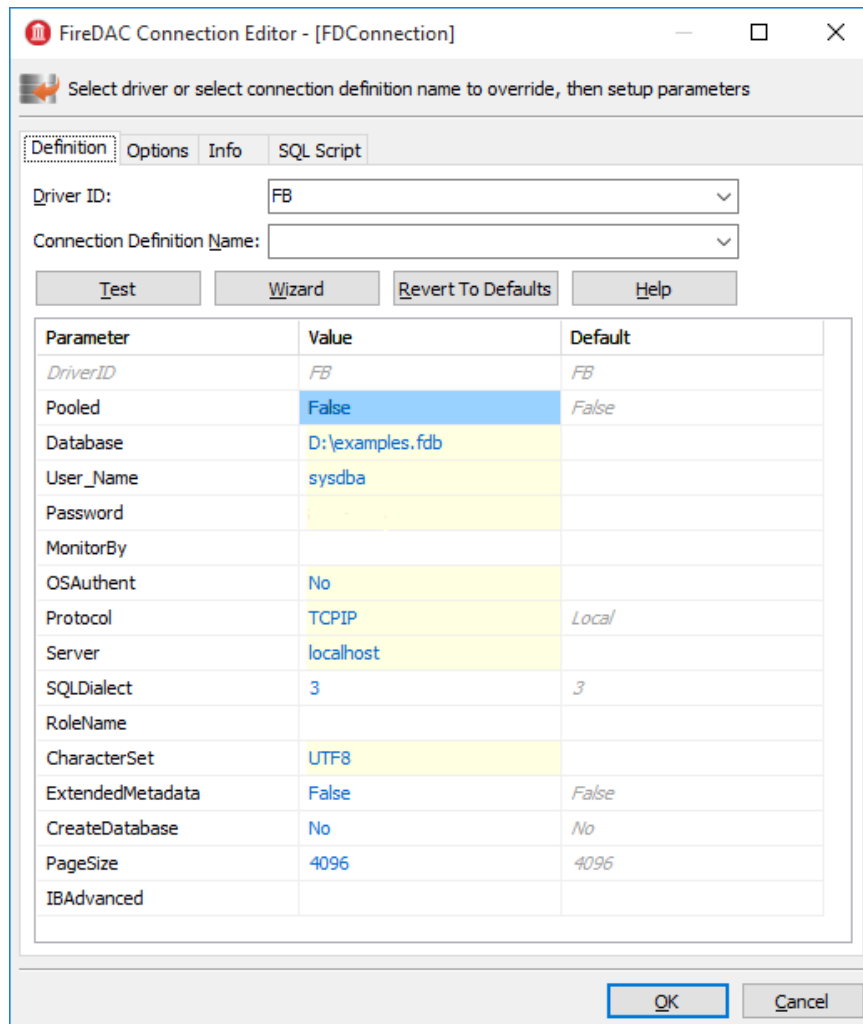 FireDAC Connection Editor - [FDConnection]
Select driver or select connection definition name to override, then setup parameters
Definition Options Info SQL Script
Driver ID: FB
Connection Definition Name:
Test Wizard Revert To Defaults Help
Parameter Value Default
DriverID FB FB
Pooled False False
Database D:\examples.fdb
User_Name sysdba
Password
MonitorBy
OSAuthent No
Protocol TCPIP Local
Server localhost
SQLDialect 3 3
RoleName
CharacterSet UTF8
ExtendedMetadata False False
CreateDatabase No No
PageSize 4096 4096
IBAdvanced
OK Cancel